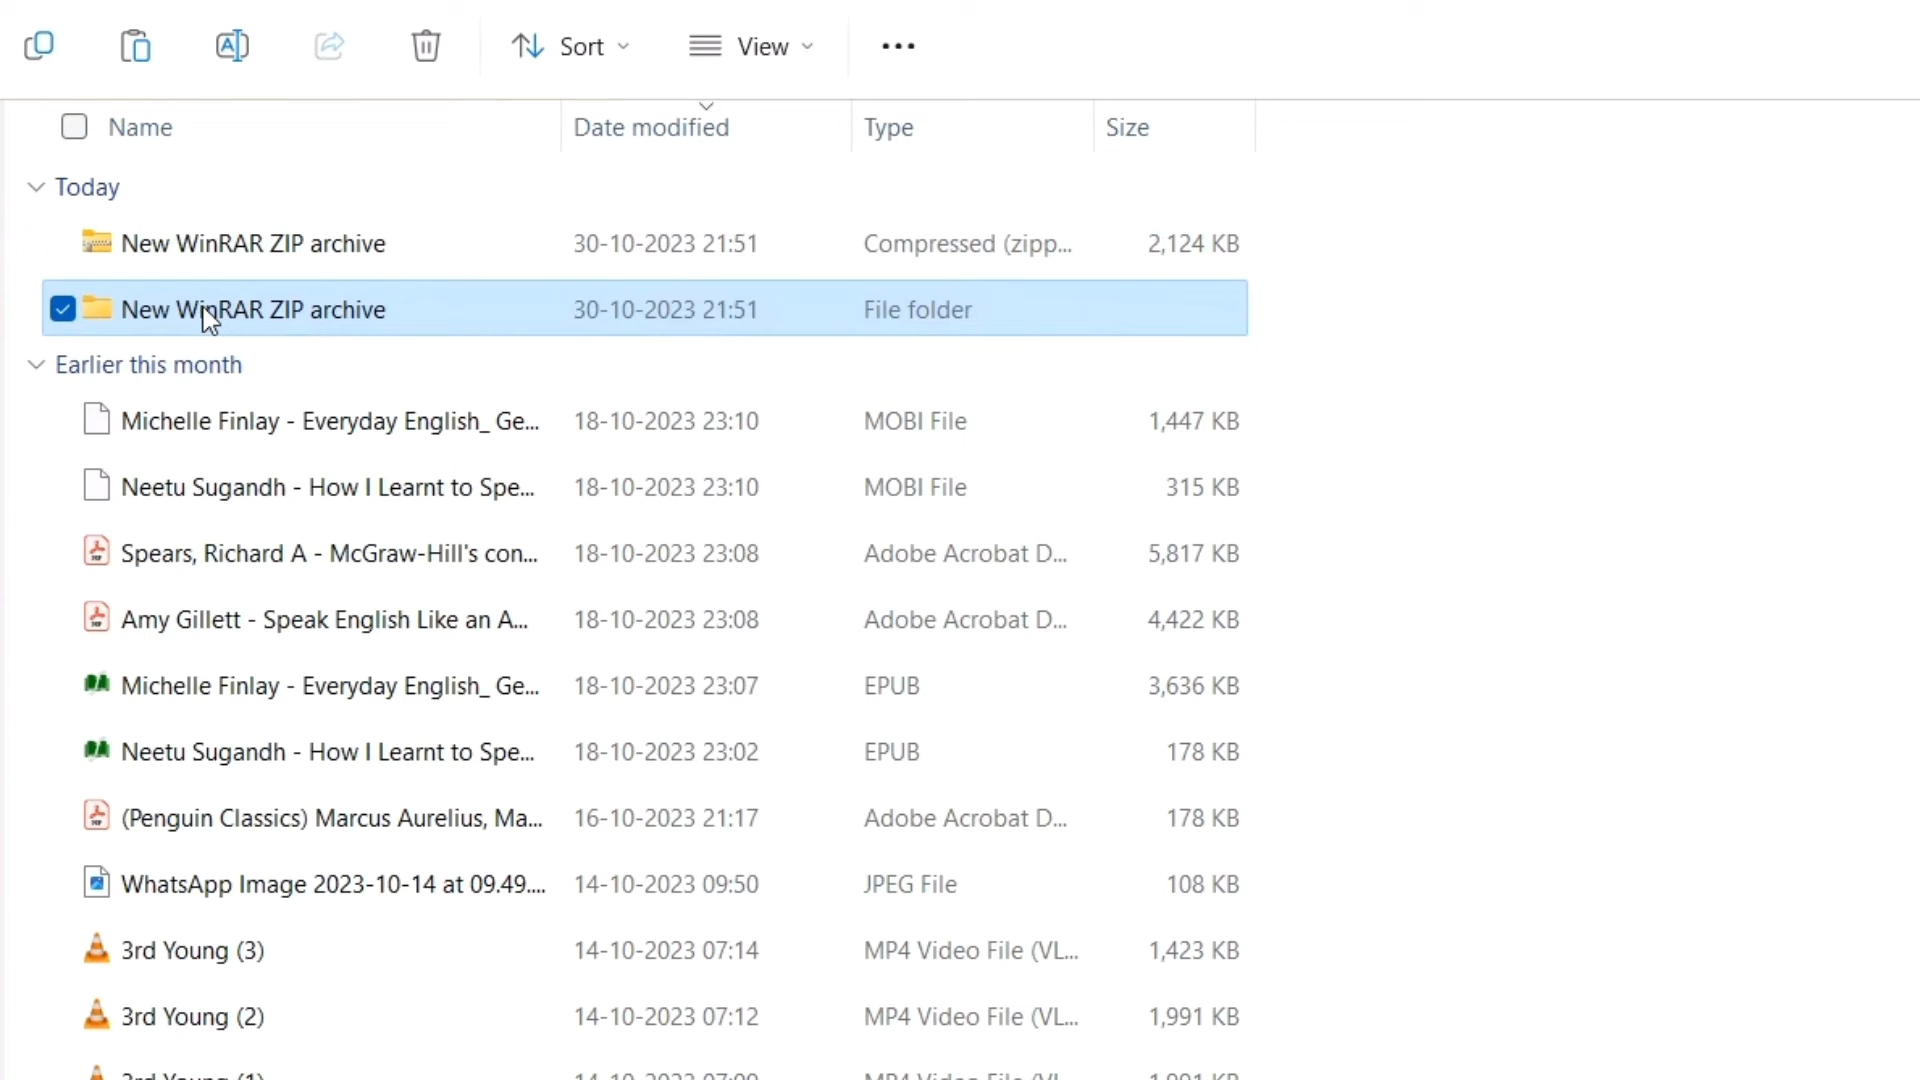 Sort View
Name Date modified Type Size
Today
New WinRAR ZIP archive 30-10-2023 21:51 Compressed (zipp... 2,124 KB
New WinRAR ZIP archive 30-10-2023 21:51 File folder
Earlier this month
Michelle Finlay - Everyday English_ Ge... 18-10-2023 23:10 MOBI File 1,447 KB
Neetu Sugandh - How I Learnt to Spe... 18-10-2023 23:10 MOBI File 315 KB
Spears, Richard A - McGraw-Hill's con... 18-10-2023 23:08 Adobe Acrobat D... 5,817 KB
Amy Gillett - Speak English Like an A... 18-10-2023 23:08 Adobe Acrobat D... 4,422 KB
Michelle Finlay - Everyday English_ Ge... 18-10-2023 23:07 EPUB 3,636 KB
Neetu Sugandh - How I Learnt to Spe... 18-10-2023 23:02 EPUB 178 KB
(Penguin Classics) Marcus Aurelius, Ma... 16-10-2023 21:17 Adobe Acrobat D... 178 KB
WhatsApp Image 2023-10-14 at 09.49.... 14-10-2023 09:50 JPEG File 108 KB
3rd Young (3) 14-10-2023 07:14 MP4 Video File (VL... 1,423 KB
3rd Young (2) 14-10-2023 07:12 MP4 Video File (VL... 1,991 KB